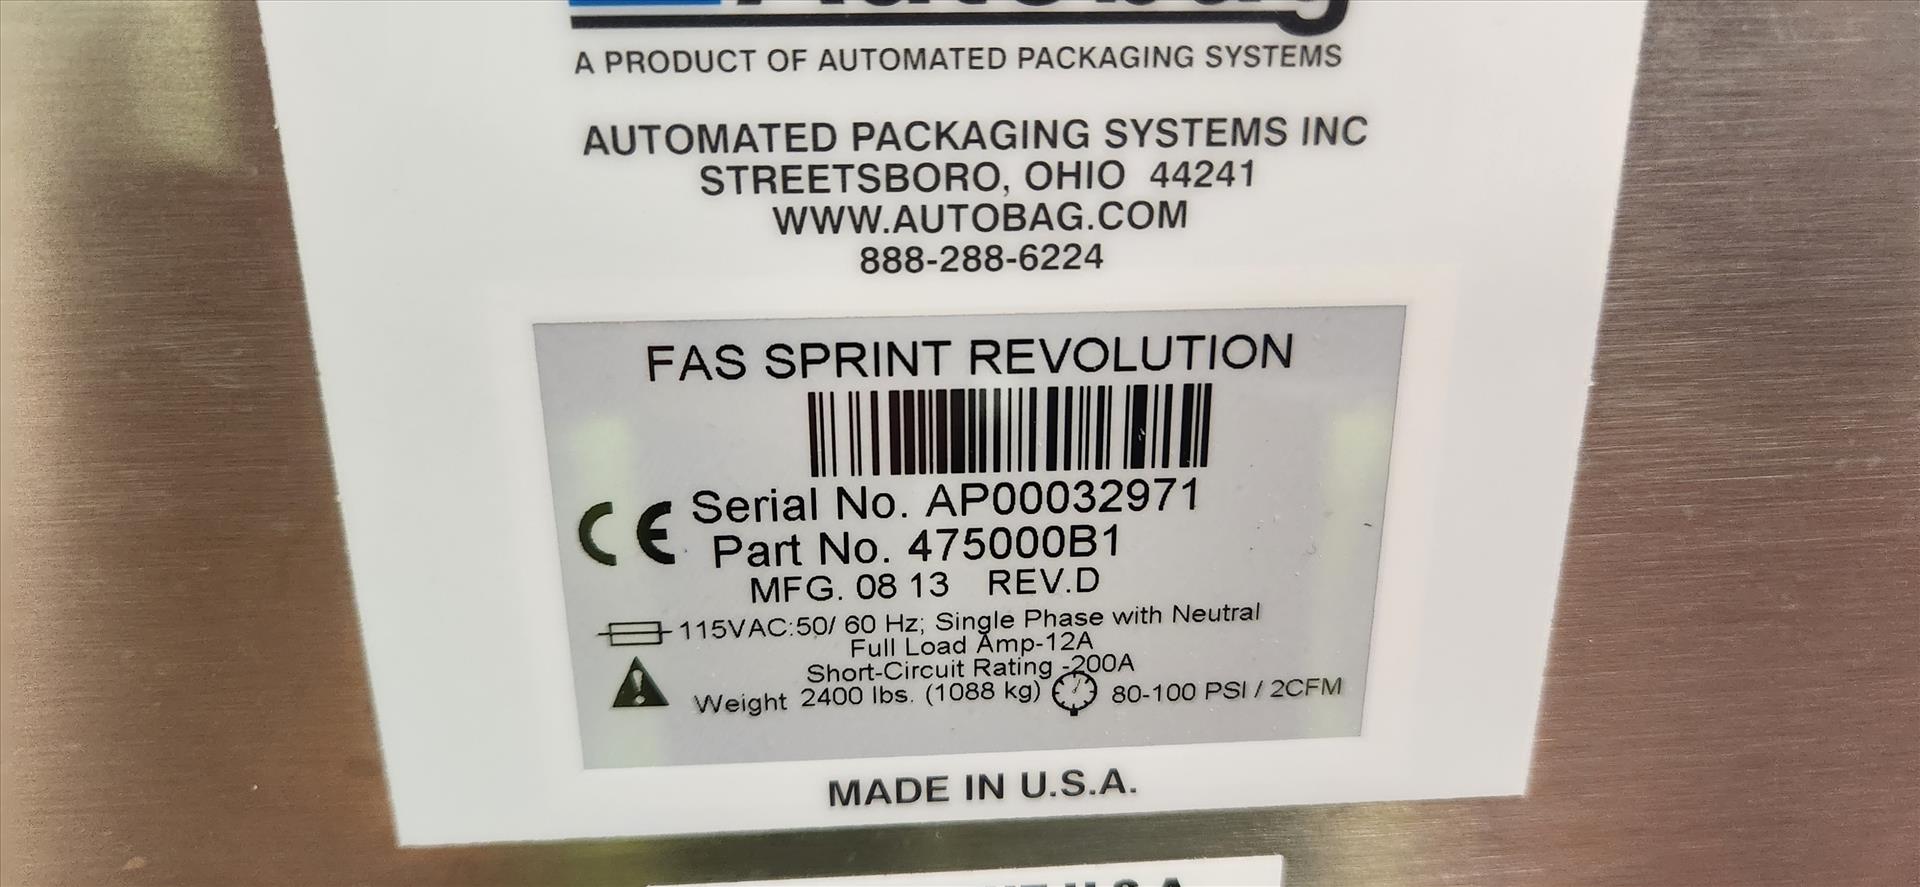 Autobag
A PRODUCT OF AUTOMATED PACKAGING SYSTEMS
AUTOMATED PACKAGING SYSTEMS INC
STREETSBORO, OHIO 44241
WWW.AUTOBAG.COM
888-288-6224
FAS SPRINT REVOLUTION
CE Serial No. AP00032971
Part No. 475000B1
MFG. 08 13 REV.D
115VAC:50/ 60 Hz; Single Phase with Neutral
Full Load Amp-12A
Short-Circuit Rating -200A
Weight 2400 lbs. (1088 kg) 80-100 PSI / 2CFM
MADE IN U.S.A.
U.S.A.